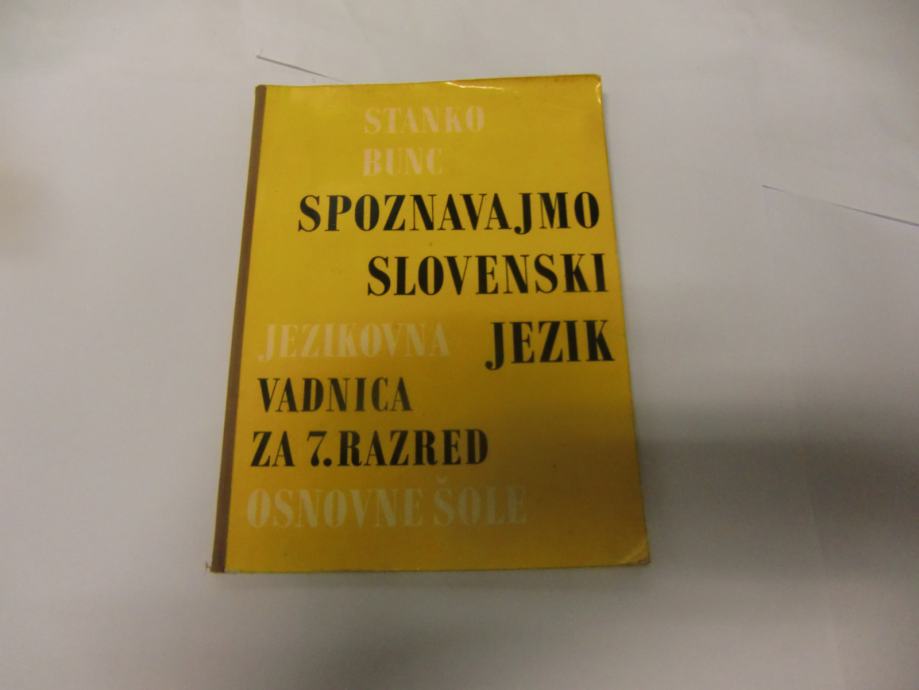 STANKO
BUNC
SPOZNAVAJMO
SLOVENSKI
JEZIKOVNA JEZIK
VADNICA
ZA 7. RAZRED
OSNOVNE ŠOLE